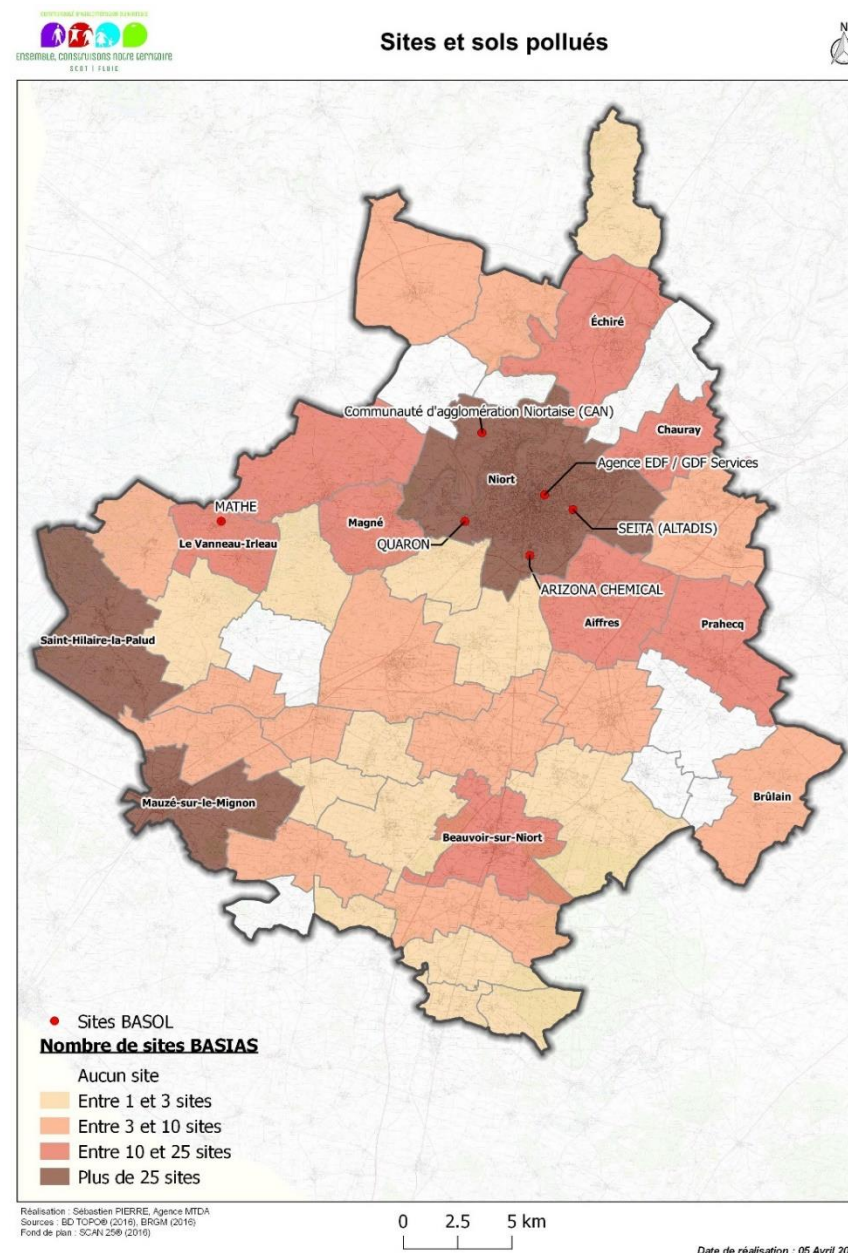 ENSEMBLE, CONSTRUISONS NOTRE TERRITOIRE
SCOT | PLUIC
Sites et sols pollués
N
Échiré
Communauté d'agglomération Niortaise (CAN)
Chauray
Agence EDF / GDF Services
Niort
MATHE
Magné
SEITA (ALTADIS)
Le Vanneau-Irleau
QUARON
ARIZONA CHEMICAL
Aiffres
Prahecq
Saint-Hilaire-la-Palud
Brûlain
Mauzé-sur-le-Mignon
Beauvoir-sur-Niort
Sites BASOL
Nombre de sites BASIAS
Aucun site
Entre 1 et 3 sites
Entre 3 et 10 sites
Entre 10 et 25 sites
Plus de 25 sites
Réalisation : Sébastien PIERRE, Agence MTDA
Sources : BD TOPO® (2016), BRGM (2016)
Fond de plan : SCAN 25® (2016)
0 2.5 5 km
Date de réalisation : 05 Avril 20